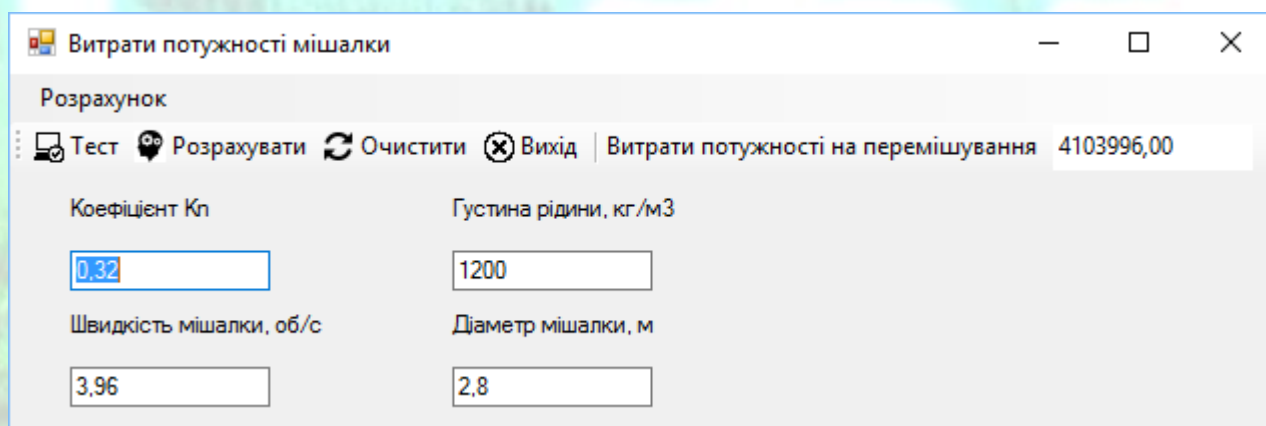 Витрати потужності мішалки
Розрахунок
Тест Розрахувати Очистити Вихід Витрати потужності на перемішування 4103996,00
Коефіцієнт Kn Густина рідини, кг/м3
0,32 1200
Швидкість мішалки, об/с Діаметр мішалки, м
3,96 2,8